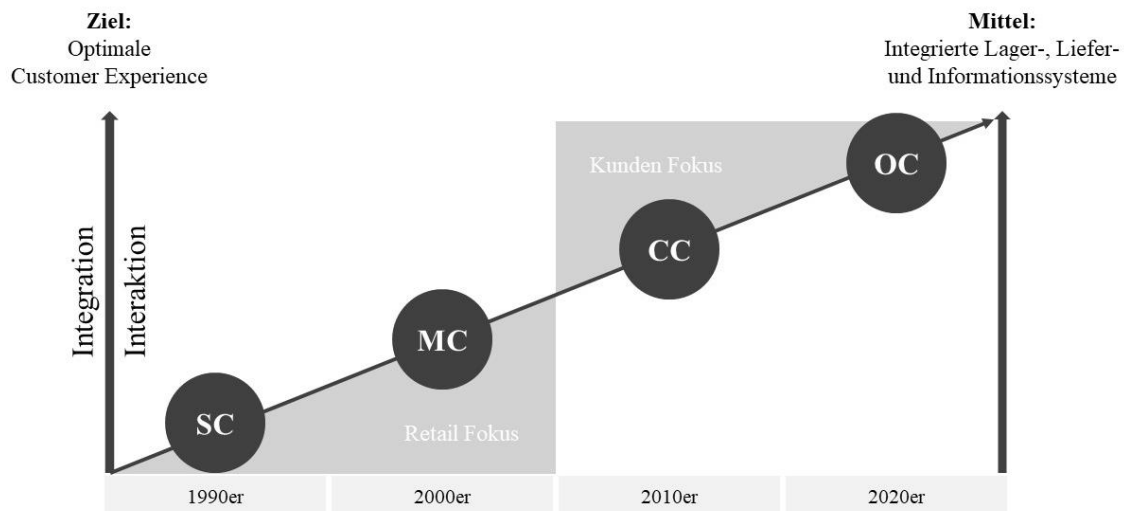 Ziel:
Optimale
Customer Experience
Mittel:
Integrierte Lager-, Liefer-
und Informationssysteme
Integration
Interaktion
Kunden Fokus
OC
CC
MC
SC
Retail Fokus
1990er
2000er
2010er
2020er